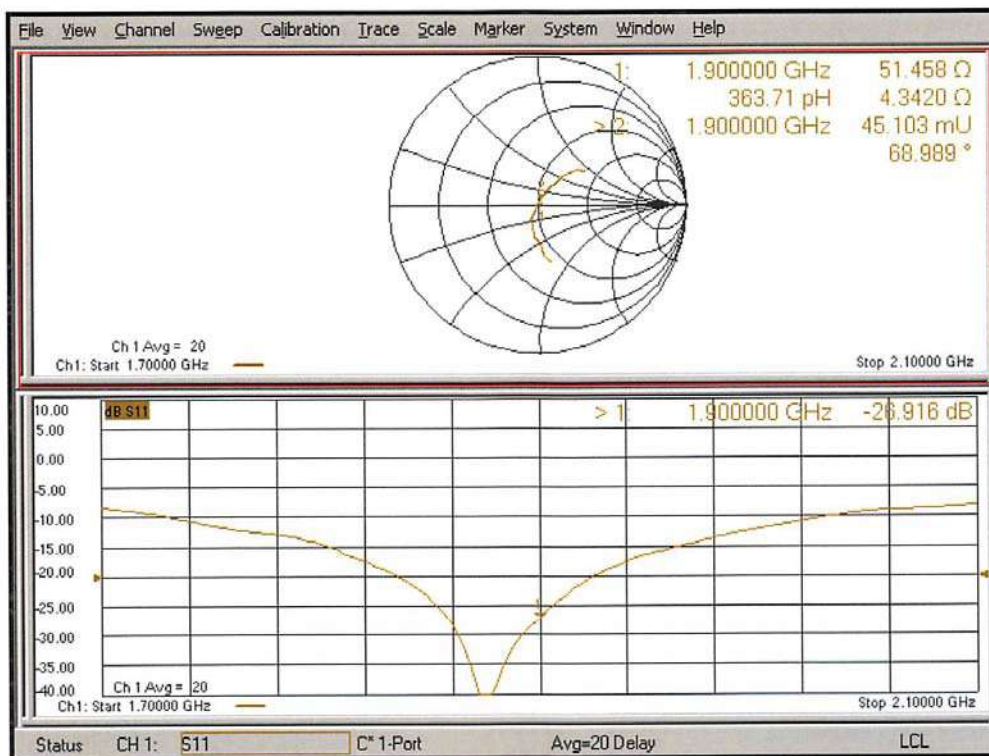 File View Channel Sweep Calibration Trace Scale Marker System Window Help
1: 1.900000 GHz 51.458 Ω
363.71 pH 4.3420 Ω
> 2: 1.900000 GHz 45.103 mU
68.989 °
Ch 1 Avg = 20
Ch1: Start 1.70000 GHz
Stop 2.10000 GHz
10.00
dB S11
> 1: 1.900000 GHz -26.916 dB
5.00
0.00
-5.00
-10.00
-15.00
-20.00
-25.00
-30.00
-35.00
-40.00
Ch 1 Avg = 20
Ch1: Start 1.70000 GHz
Stop 2.10000 GHz
Status CH 1: S11 C* 1-Port Avg=20 Delay LCL